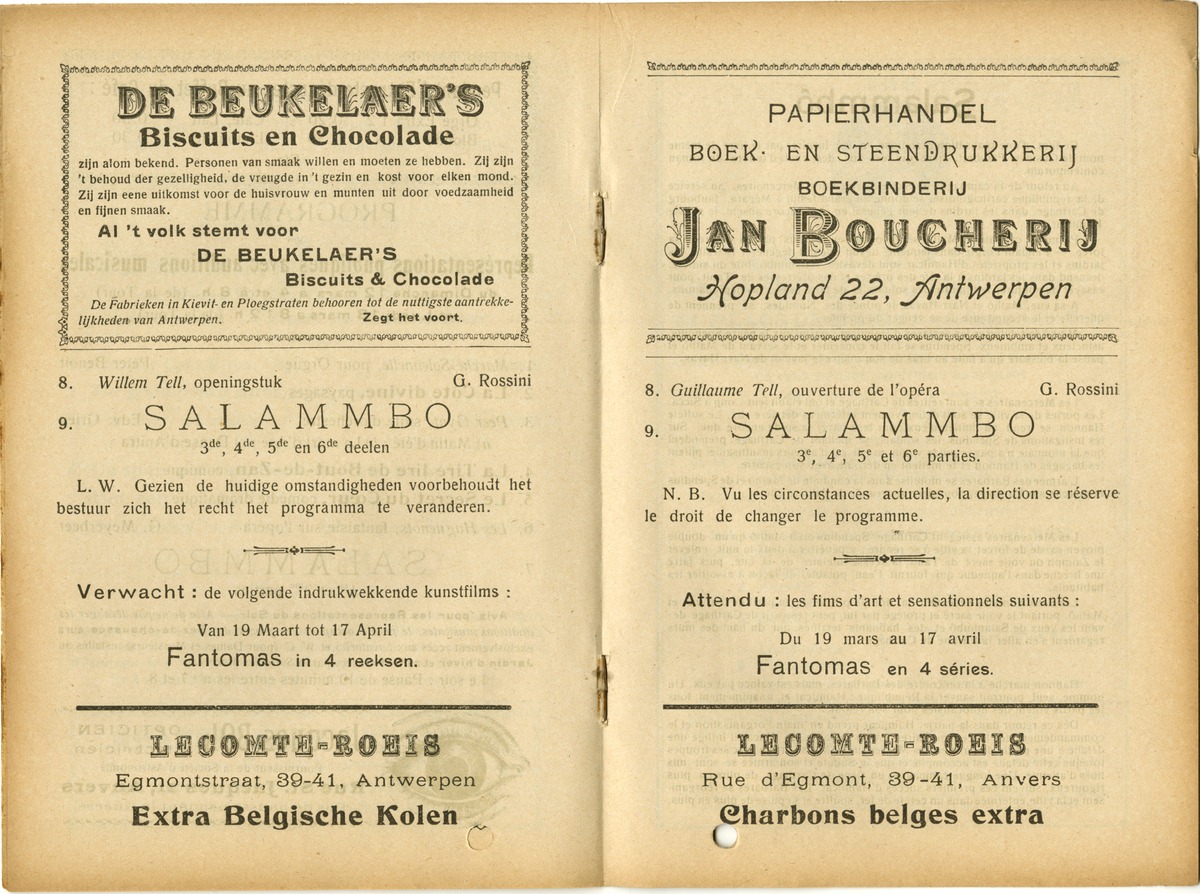 DE BEUKELAER'S
Biscuits en Chocolade
zijn alom bekend. Personen van smaak willen en moeten ze hebben. Zij zijn
't behoud der gezelligheid, de vreugde in 't gezin en kost voor elken mond.
Zij zijn eene uitkomst voor de huisvrouw en munten uit door voedzaamheid
en fijnen smaak.
Al 't volk stemt voor
DE BEUKELAER'S
Biscuits & Chocolade
De Fabrieken in Kievit- en Ploegstraten behooren tot de nuttigste aantrekke-
lijkheden van Antwerpen. Zegt het voort.
8. Willem Tell, openingstuk G. Rossini
9. SALAMMBO
3de, 4de, 5de en 6de deelen
L. W. Gezien de huidige omstandigheden voorbehoudt het
bestuur zich het recht het programma te veranderen.
Verwacht : de volgende indrukwekkende kunstfilms :
Van 19 Maart tot 17 April
Fantomas in 4 reeksen.
LECOMTE-ROEIS
Egmontstraat, 39-41, Antwerpen
Extra Belgische Kolen
PAPIERHANDEL
BOEK- EN STEENDRUKKERIJ
BOEKBINDERIJ
JAN BOUCHERIJ
Hopland 22, Antwerpen
8. Guillaume Tell, ouverture de l'opéra G. Rossini
9. SALAMMBO
3e, 4e, 5e et 6e parties.
N. B. Vu les circonstances actuelles, la direction se réserve
le droit de changer le programme.
Attendu : les fims d'art et sensationnels suivants :
Du 19 mars au 17 avril
Fantomas en 4 séries.
LECOMTE-ROEIS
Rue d'Egmont, 39-41, Anvers
Charbons belges extra